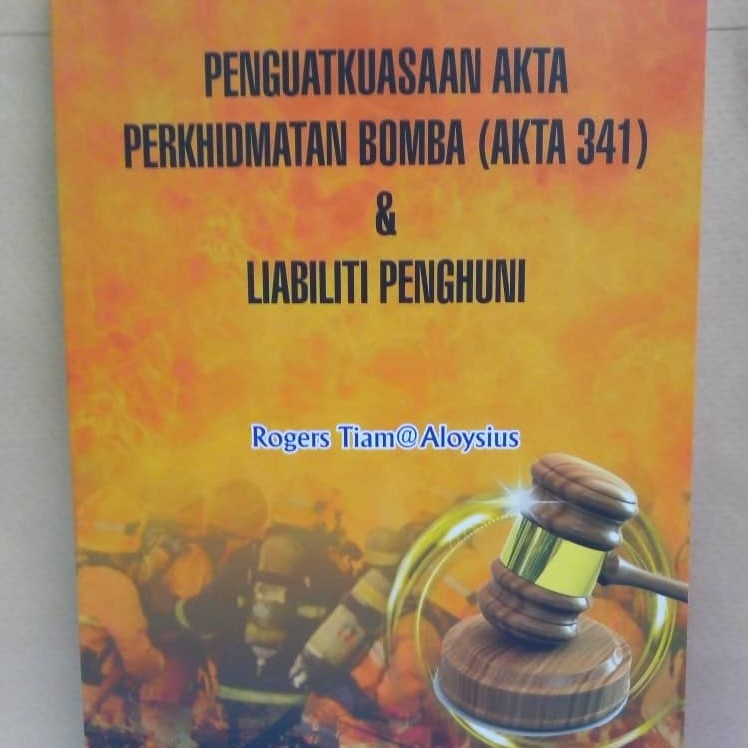 PENGUATKUASAAN AKTA
PERKHIDMATAN BOMBA (AKTA 341)
&
LIABILITI PENGHUNI
Rogers Tiam@Aloysius